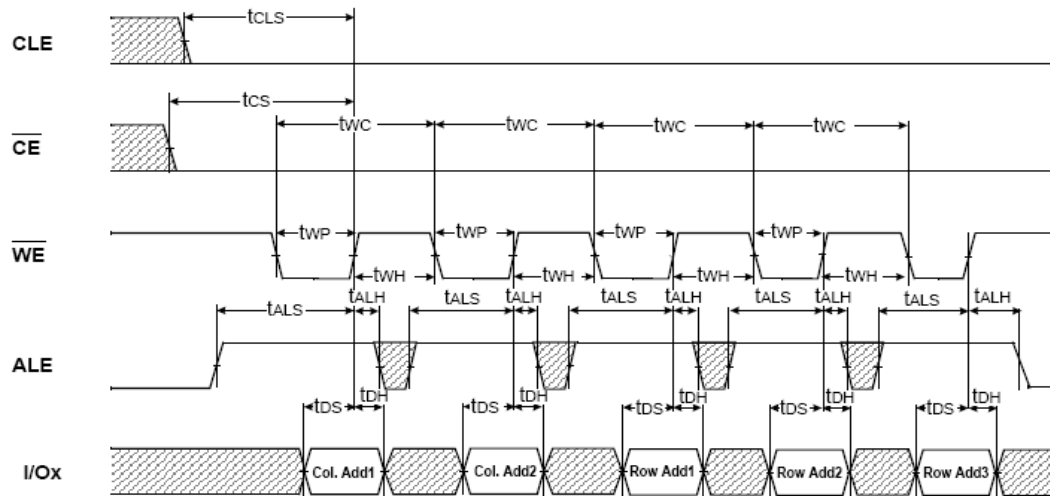 tCLS
CLE
tCS
CE
tWC tWC tWC tWC
tWP tWP tWP tWP
WE
tWH tWH tWH tWH
tALS tALH tALS tALH tALS tALH tALS tALH tALS tALH
ALE
tDS tDH tDS tDH tDS tDH tDS tDH tDS tDH
I/Ox
Col. Add1 Col. Add2 Row Add1 Row Add2 Row Add3